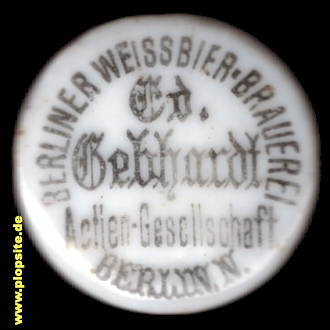 BERLINER WEISSBIER-BRAUEREI
Ed.
Gebhardt
Actien-Gesellschaft
BERLIN. N.
www.plopsite.de